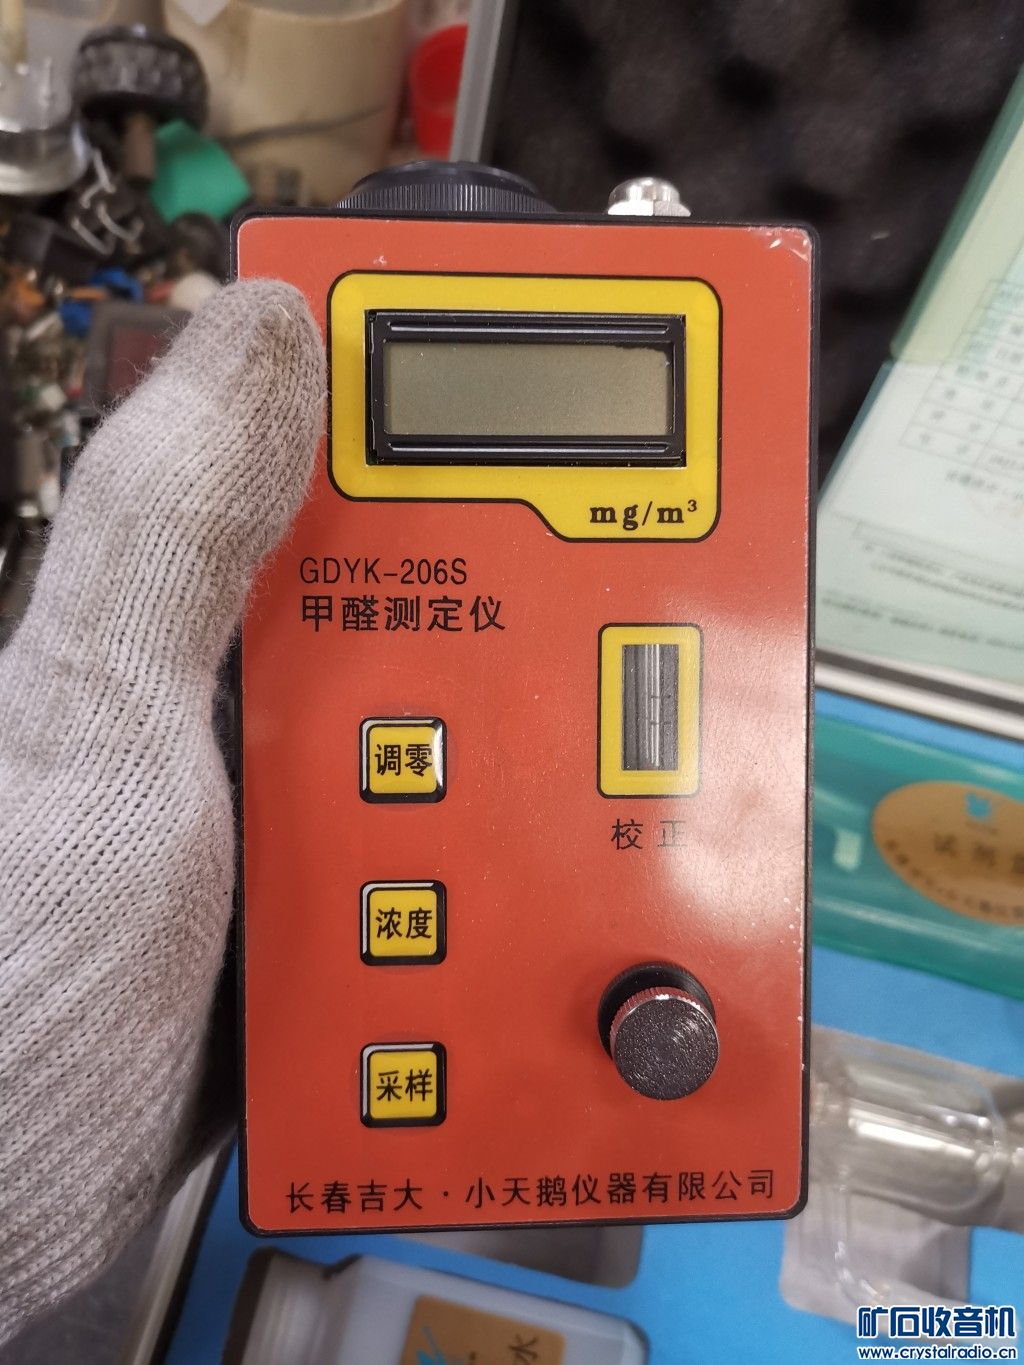 mg/m³
GDYK-206S
甲醛测定仪
调零
校正
浓度
采样
长春吉大·小天鹅仪器有限公司
水
矿石收音机
www.crystalradio.cn